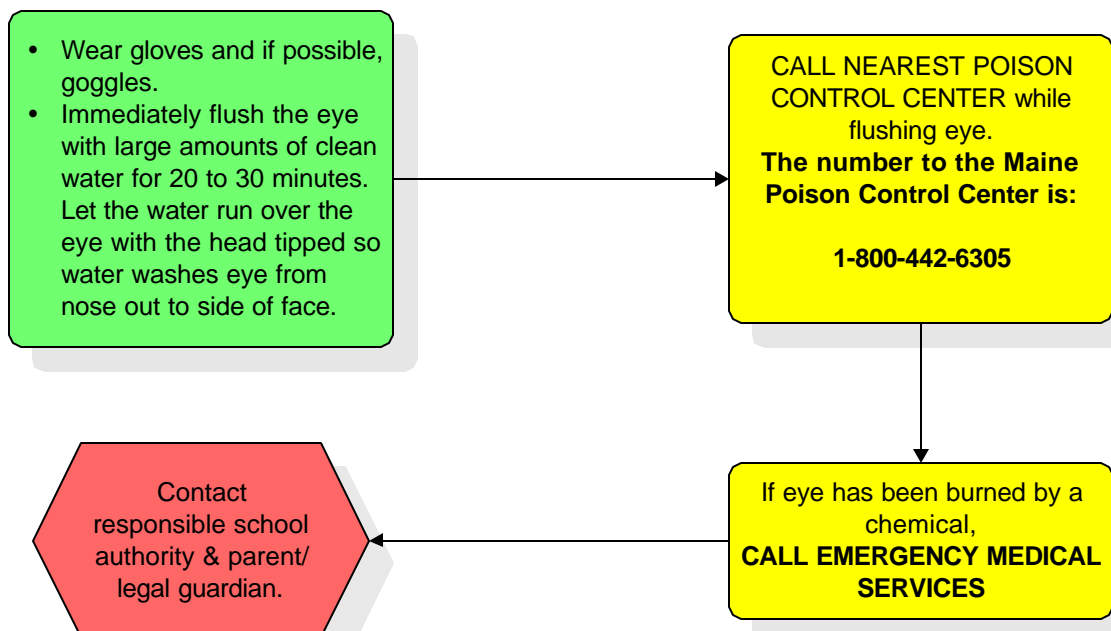 • Wear gloves and if possible,
goggles.
• Immediately flush the eye
with large amounts of clean
water for 20 to 30 minutes.
Let the water run over the
eye with the head tipped so
water washes eye from
nose out to side of face.
CALL NEAREST POISON
CONTROL CENTER while
flushing eye.
The number to the Maine
Poison Control Center is:
1-800-442-6305
If eye has been burned by a
chemical,
CALL EMERGENCY MEDICAL
SERVICES
Contact
responsible school
authority & parent/
legal guardian.